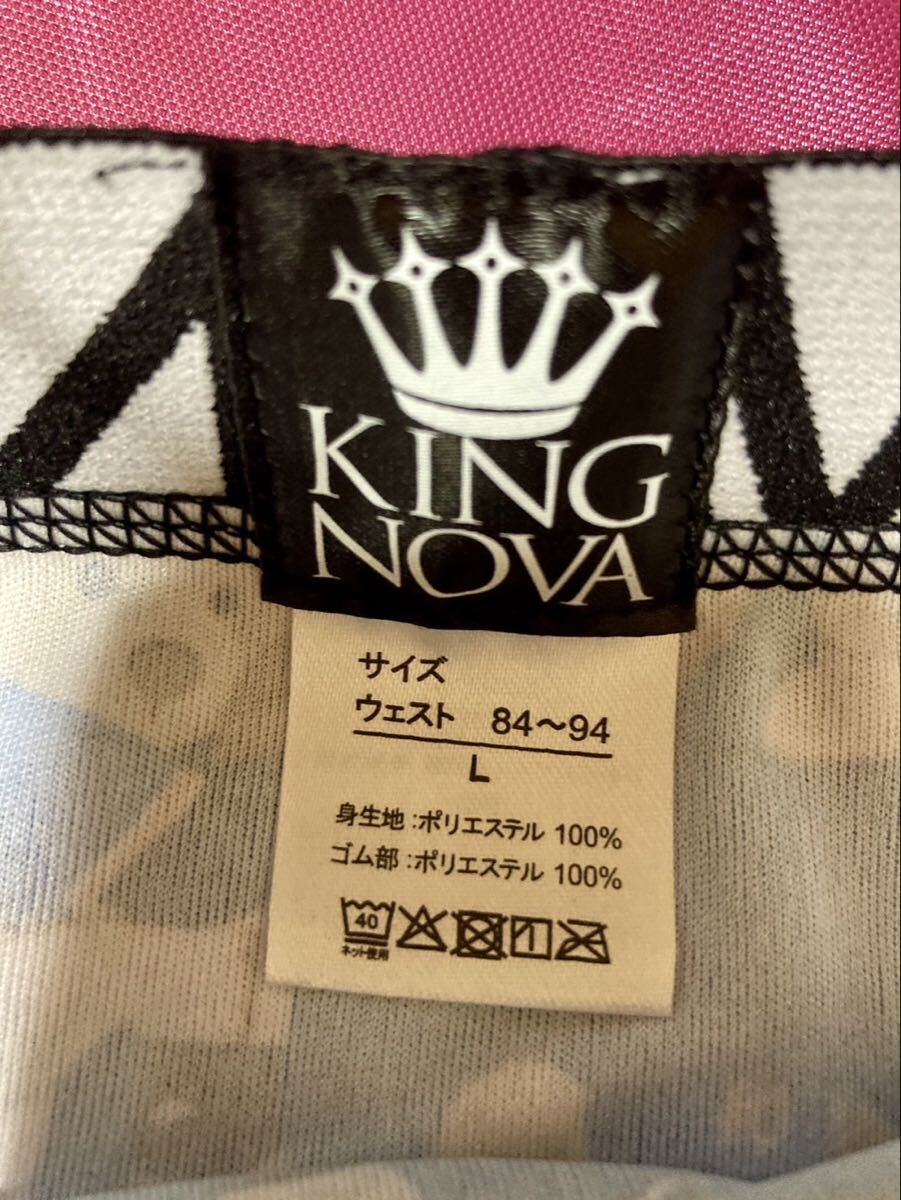 KING
NOVA
サイズ
ウェスト 84～94
L
身生地:ポリエステル 100%
ゴム部:ポリエステル 100%
40
ネット使用